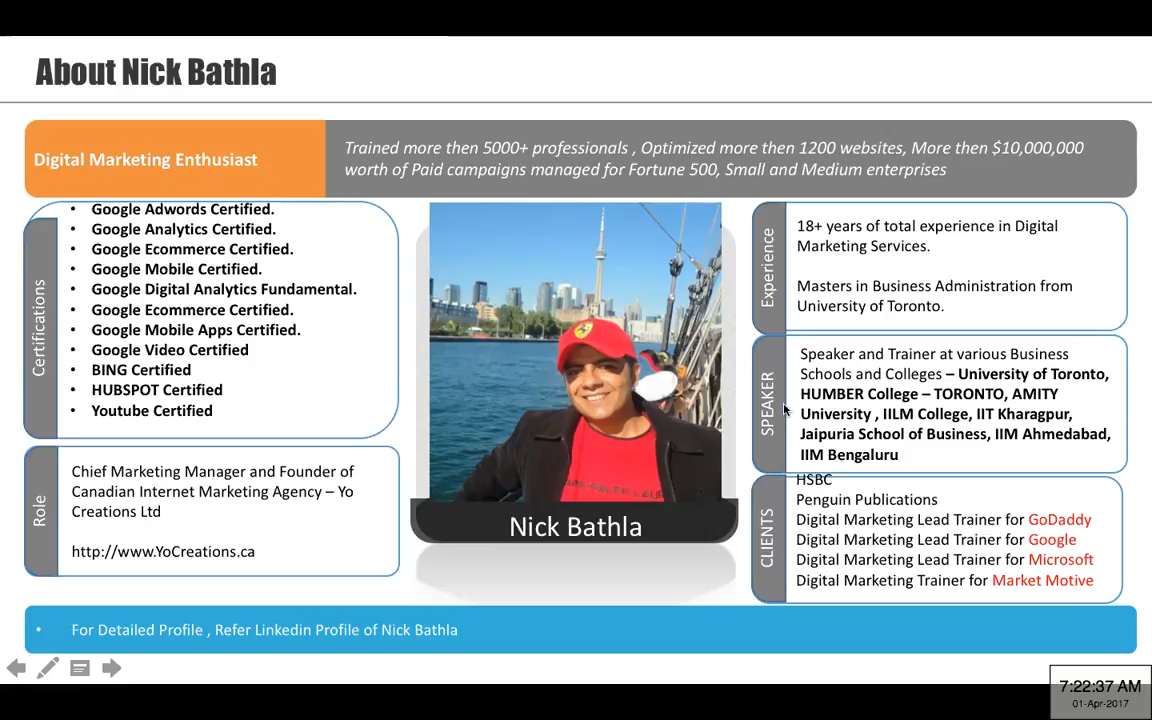 About Nick Bathla
Digital Marketing Enthusiast
Trained more then 5000+ professionals , Optimized more then 1200 websites, More then $10,000,000
worth of Paid campaigns managed for Fortune 500, Small and Medium enterprises
Certifications
• Google Adwords Certified.
• Google Analytics Certified.
• Google Ecommerce Certified.
• Google Mobile Certified.
• Google Digital Analytics Fundamental.
• Google Ecommerce Certified.
• Google Mobile Apps Certified.
• Google Video Certified
• BING Certified
• HUBSPOT Certified
• Youtube Certified
Role
Chief Marketing Manager and Founder of
Canadian Internet Marketing Agency – Yo
Creations Ltd
http://www.YoCreations.ca
Nick Bathla
Experience
18+ years of total experience in Digital
Marketing Services.
Masters in Business Administration from
University of Toronto.
SPEAKER
Speaker and Trainer at various Business
Schools and Colleges – University of Toronto,
HUMBER College – TORONTO, AMITY
University , IILM College, IIT Kharagpur,
Jaipuria School of Business, IIM Ahmedabad,
IIM Bengaluru
CLIENTS
HSBC
Penguin Publications
Digital Marketing Lead Trainer for GoDaddy
Digital Marketing Lead Trainer for Google
Digital Marketing Lead Trainer for Microsoft
Digital Marketing Trainer for Market Motive
• For Detailed Profile , Refer Linkedin Profile of Nick Bathla
7:22:37 AM
01-Apr-2017